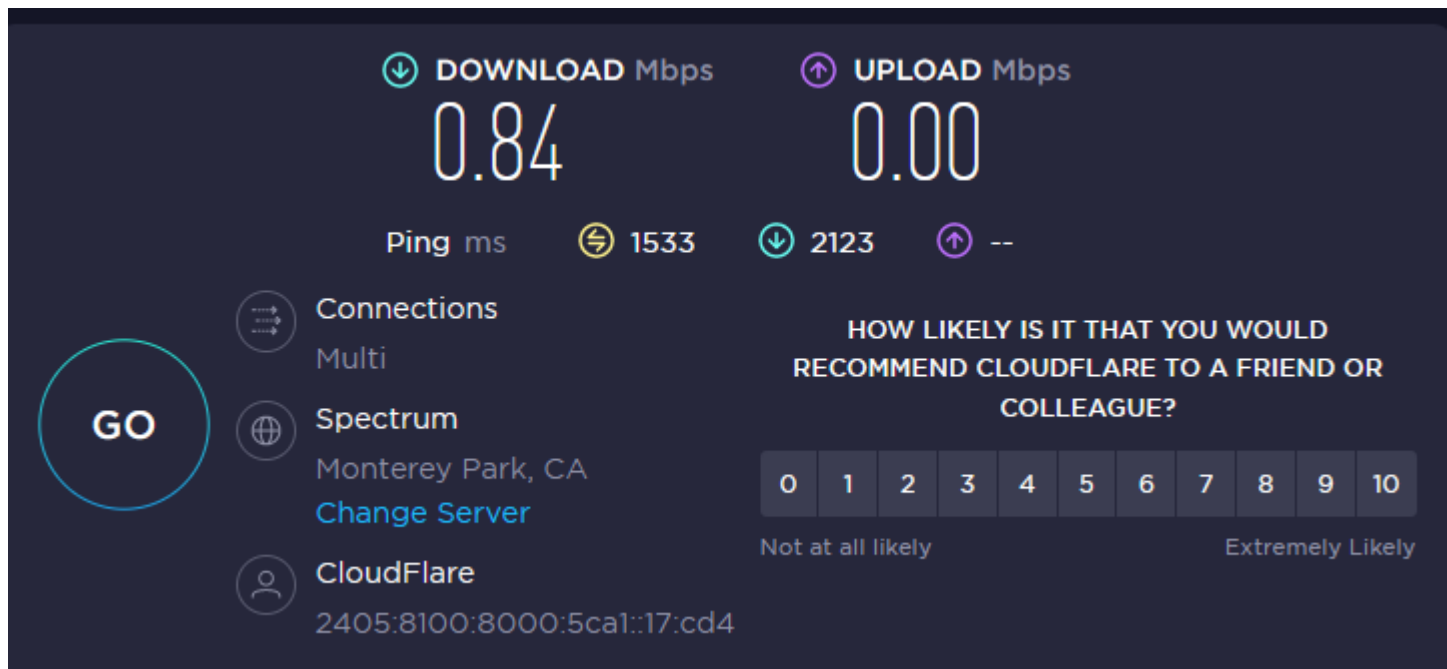 DOWNLOAD Mbps
0.84
UPLOAD Mbps
0.00
Ping ms 1533 2123 --
GO
Connections
Multi
Spectrum
Monterey Park, CA
Change Server
CloudFlare
2405:8100:8000:5ca1::17:cd4
HOW LIKELY IS IT THAT YOU WOULD
RECOMMEND CLOUDFLARE TO A FRIEND OR
COLLEAGUE?
0 1 2 3 4 5 6 7 8 9 10
Not at all likely Extremely Likely